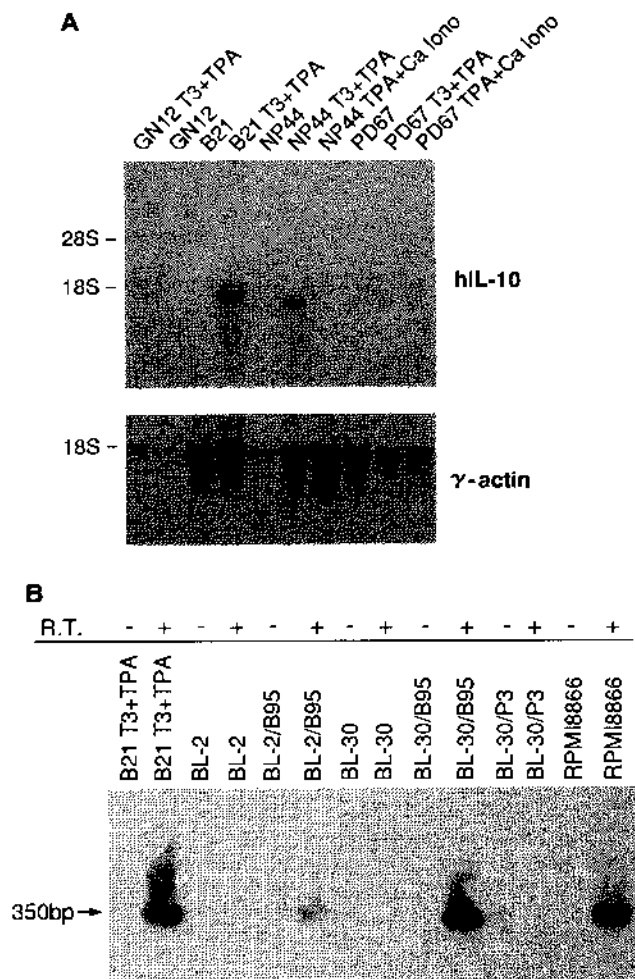 A
GN12 T3+TPA
GN12
B21
B21 T3+TPA
NP44
NP44 T3+TPA
NP44 TPA+Ca Iono
PD67
PD67 T3+TPA
PD67 TPA+Ca Iono
28S –
18S –
hIL-10
18S –
γ-actin
B
R.T. - + - + - + - + - + - + - +
B21 T3+TPA
B21 T3+TPA
BL-2
BL-2
BL-2/B95
BL-2/B95
BL-30
BL-30
BL-30/B95
BL-30/B95
BL-30/P3
BL-30/P3
RPMI8866
RPMI8866
350bp→